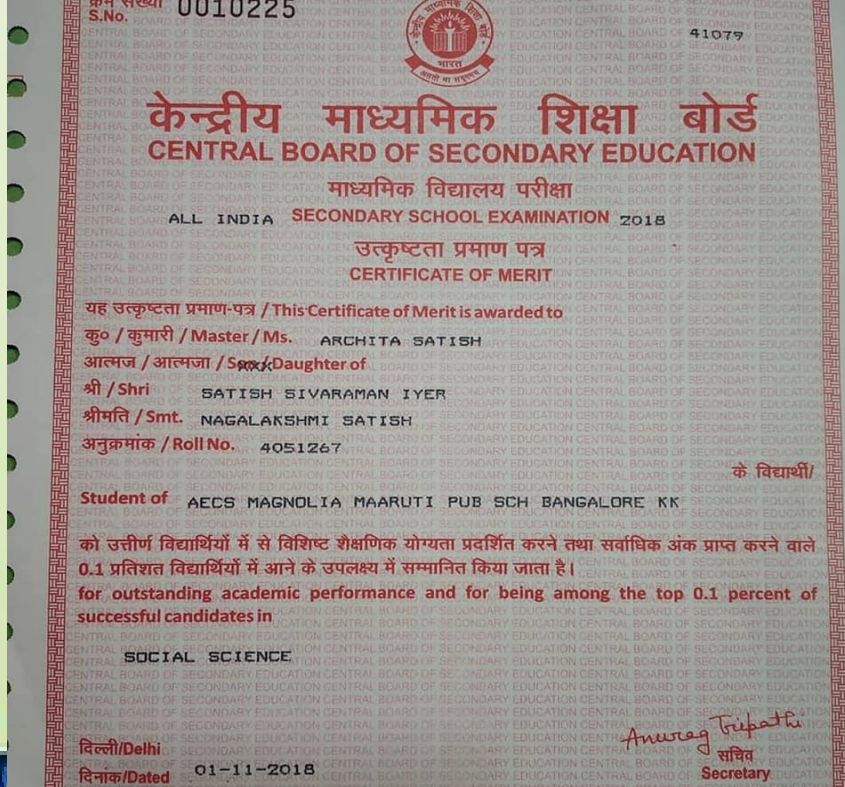 क्रम संख्या
S.No. 0010225
41079
केन्द्रीय माध्यमिक शिक्षा बोर्ड
भारत
असतो मा सद्गमय
केन्द्रीय माध्यमिक शिक्षा बोर्ड
CENTRAL BOARD OF SECONDARY EDUCATION
माध्यमिक विद्यालय परीक्षा
ALL INDIA SECONDARY SCHOOL EXAMINATION 2018
उत्कृष्टता प्रमाण पत्र
CERTIFICATE OF MERIT
यह उत्कृष्टता प्रमाण-पत्र / This Certificate of Merit is awarded to
कु० / कुमारी / Master / Ms. ARCHITA SATISH
आत्मज / आत्मजा / Daughter of
श्री / Shri SATISH SIVARAMAN IYER
श्रीमति / Smt. NAGALAKSHMI SATISH
अनुक्रमांक / Roll No. 4051267
के विद्यार्थी/
Student of AECS MAGNOLIA MAARUTI PUB SCH BANGALORE KK
को उत्तीर्ण विद्यार्थियों में से विशिष्ट शैक्षणिक योग्यता प्रदर्शित करने तथा सर्वाधिक अंक प्राप्त करने वाले
0.1 प्रतिशत विद्यार्थियों में आने के उपलक्ष्य में सम्मानित किया जाता है।
for outstanding academic performance and for being among the top 0.1 percent of
successful candidates in
SOCIAL SCIENCE
Anurag Tripathi
दिल्ली/Delhi
सचिव
दिनांक/Dated 01-11-2018
Secretary